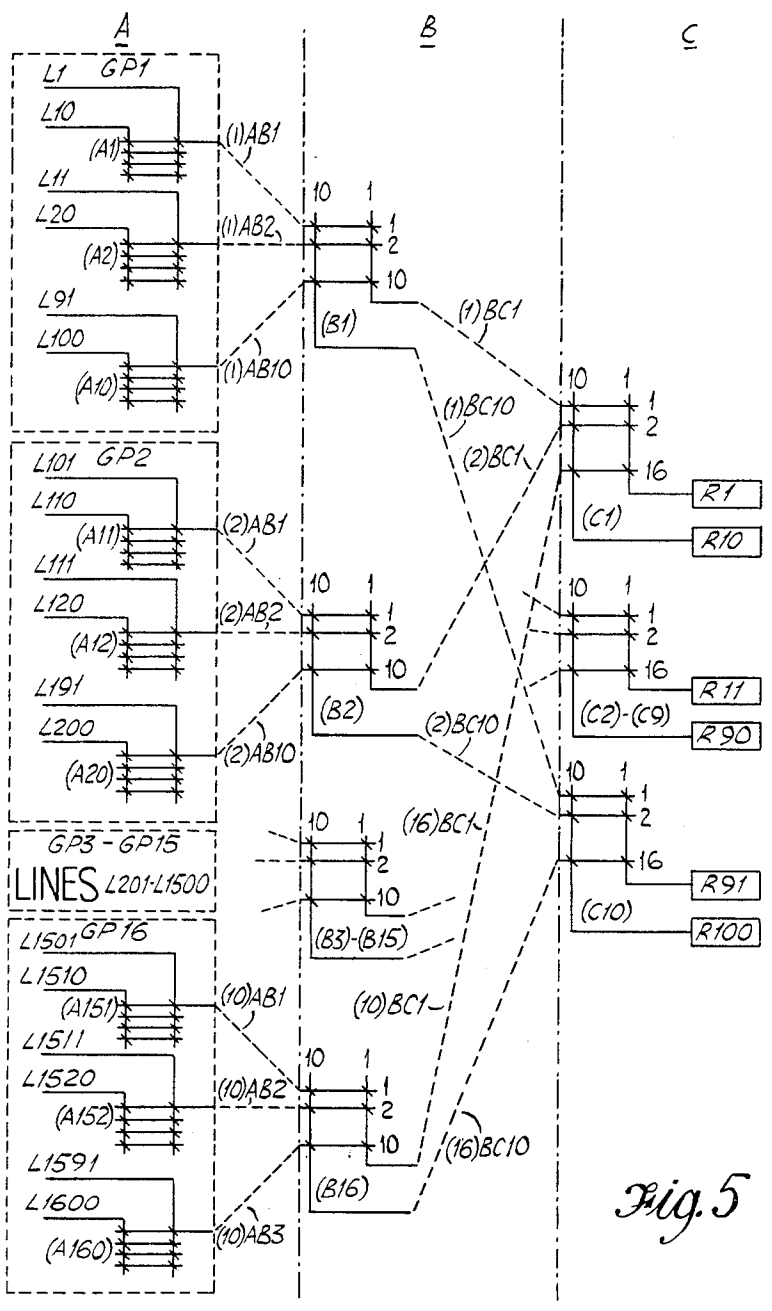 A
B
C
GP1
L1
L10
(A1)
(1)AB1
L11
L20
(A2)
(1)AB2
L91
L100
(A10)
(1)AB10
10 1
1
2
10
(B1)
(1)BC1
(1)BC10
(2)BC1
10 1
1
2
16
(C1)
R1
R10
GP2
L101
L110
(A11)
(2)AB1
L111
L120
(A12)
(2)AB2
L191
L200
(A20)
(2)AB10
10 1
1
2
10
(B2)
(2)BC10
10 1
1
2
16
(C2)-(C9)
R11
R90
GP3-GP15
LINES L201-L1500
10 1
1
2
10
(B3)-(B15)
(16)BC1
10 1
1
2
16
(C10)
R91
R100
GP16
L1501
L1510
(A151)
(10)AB1
L1511
L1520
(A152)
(10)AB2
L1591
L1600
(A160)
(10)AB3
10 1
1
2
10
(B16)
(10)BC1
(16)BC10
Fig. 5